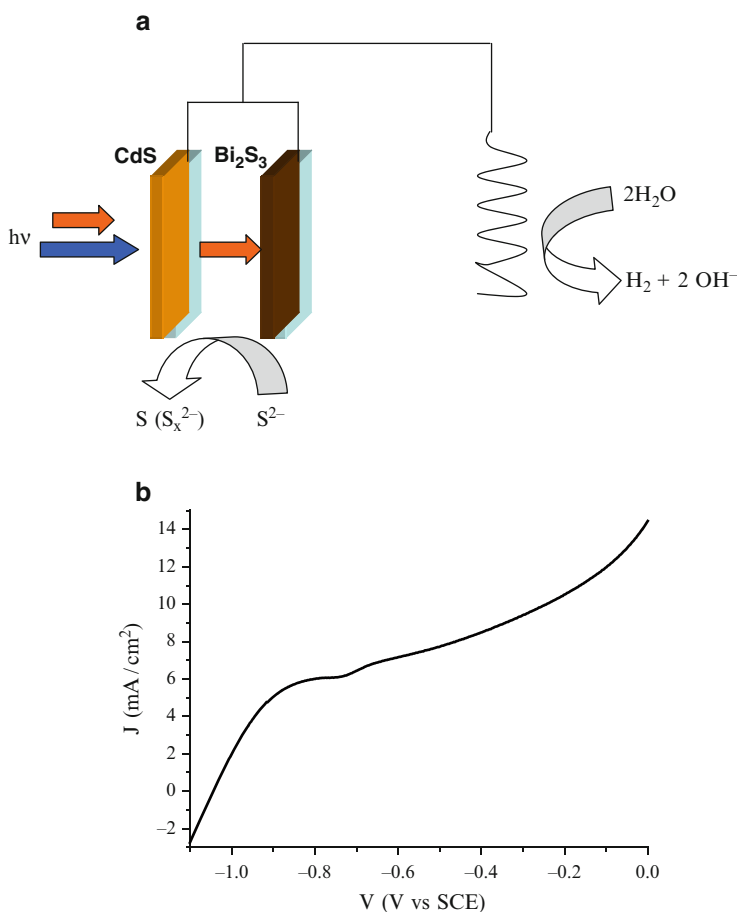 a
CdS Bi₂S₃
hν
2H₂O
H₂ + 2 OH⁻
S (Sₓ²⁻) S²⁻
b
J (mA/cm²)
14
12
10
8
6
4
2
0
−2
−1.0 −0.8 −0.6 −0.4 −0.2 0.0
V (V vs SCE)